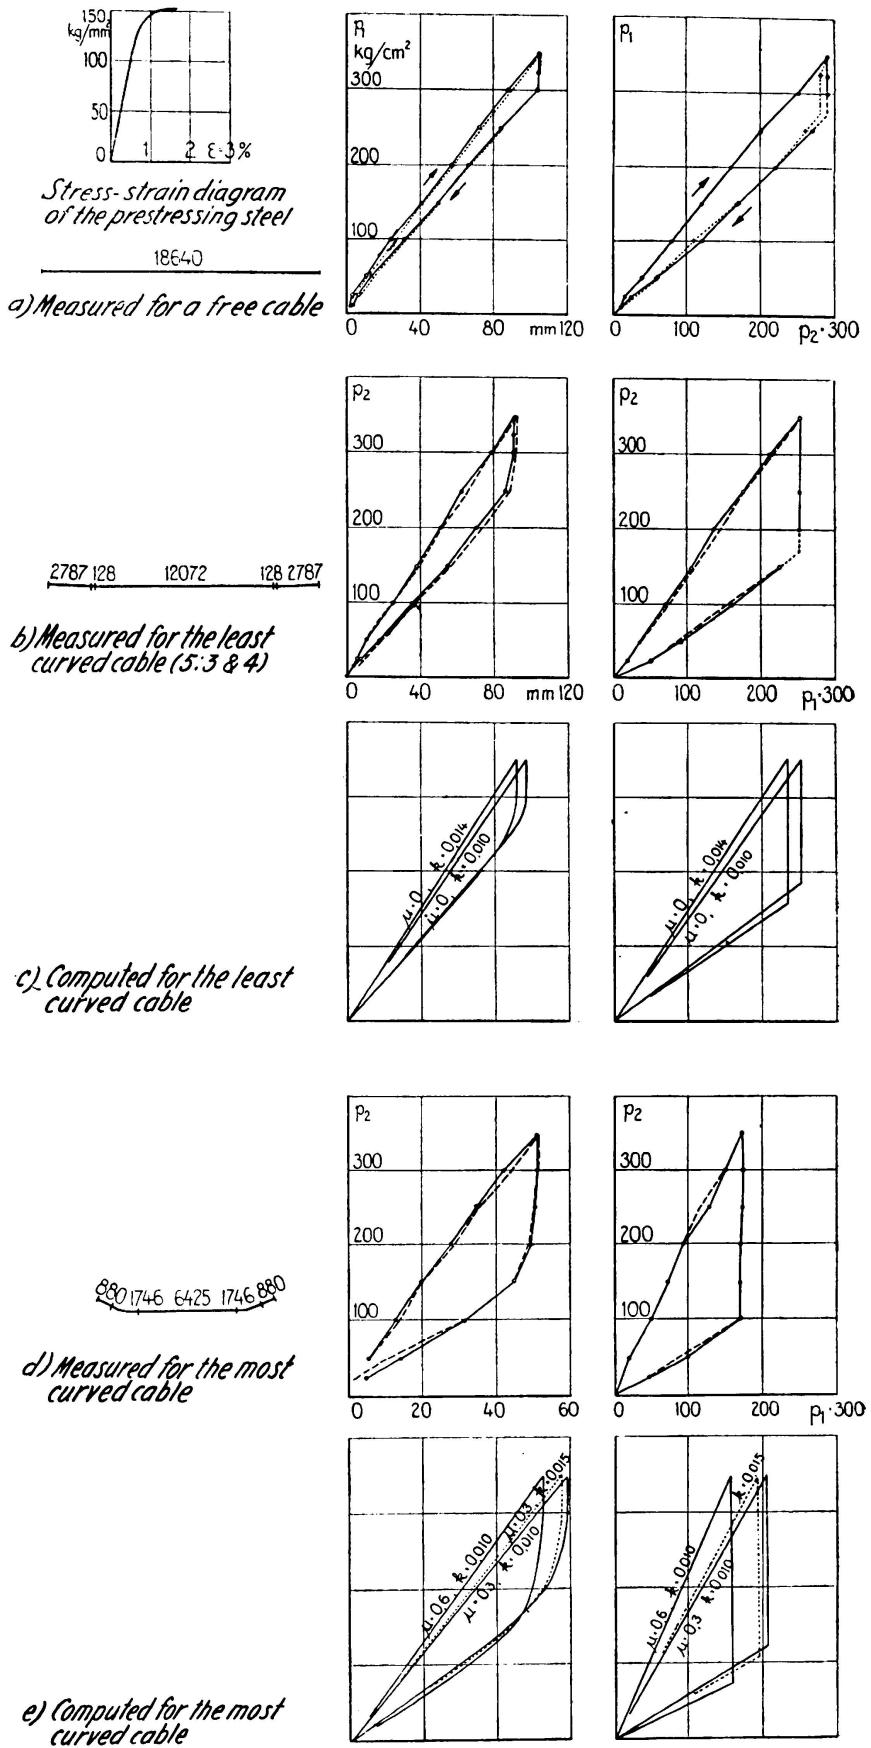 150
kg/mm²
100
50
0
1 2 ε·3%
Stress-strain diagram
of the prestressing steel
18640
a) Measured for a free cable
P₁
kg/cm²
300
200
100
0 40 80 mm 120
P₁
0 100 200 P₂·300
2787 128 12072 128 2787
b) Measured for the least
curved cable (5:3 & 4)
P₂
300
200
100
0 40 80 mm 120
P₂
300
200
100
0 100 200 P₁·300
c) Computed for the least
curved cable
μ·0, k·0,014
μ·0, k·0,010
μ·0, k·0,014
μ·0, k·0,010
880 1746 6425 1746 880
d) Measured for the most
curved cable
P₂
300
200
100
0 20 40 60
P₂
300
200
100
0 100 200 P₁·300
e) Computed for the most
curved cable
μ·0,6, k·0,010
μ·0,3, k·0,015
μ·0,3, k·0,010
k·0,015
μ·0,6, k·0,010
μ·0,3 k·0,010